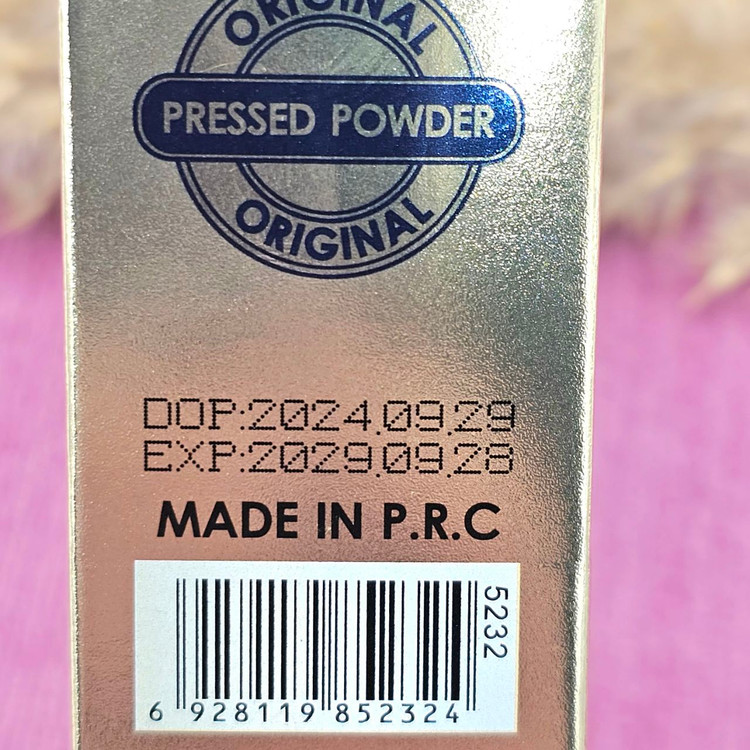 ORIGINAL
PRESSED POWDER
ORIGINAL
DOP:2024.09.29
EXP:2029.09.28
MADE IN P.R.C
5232
6 928119 852324